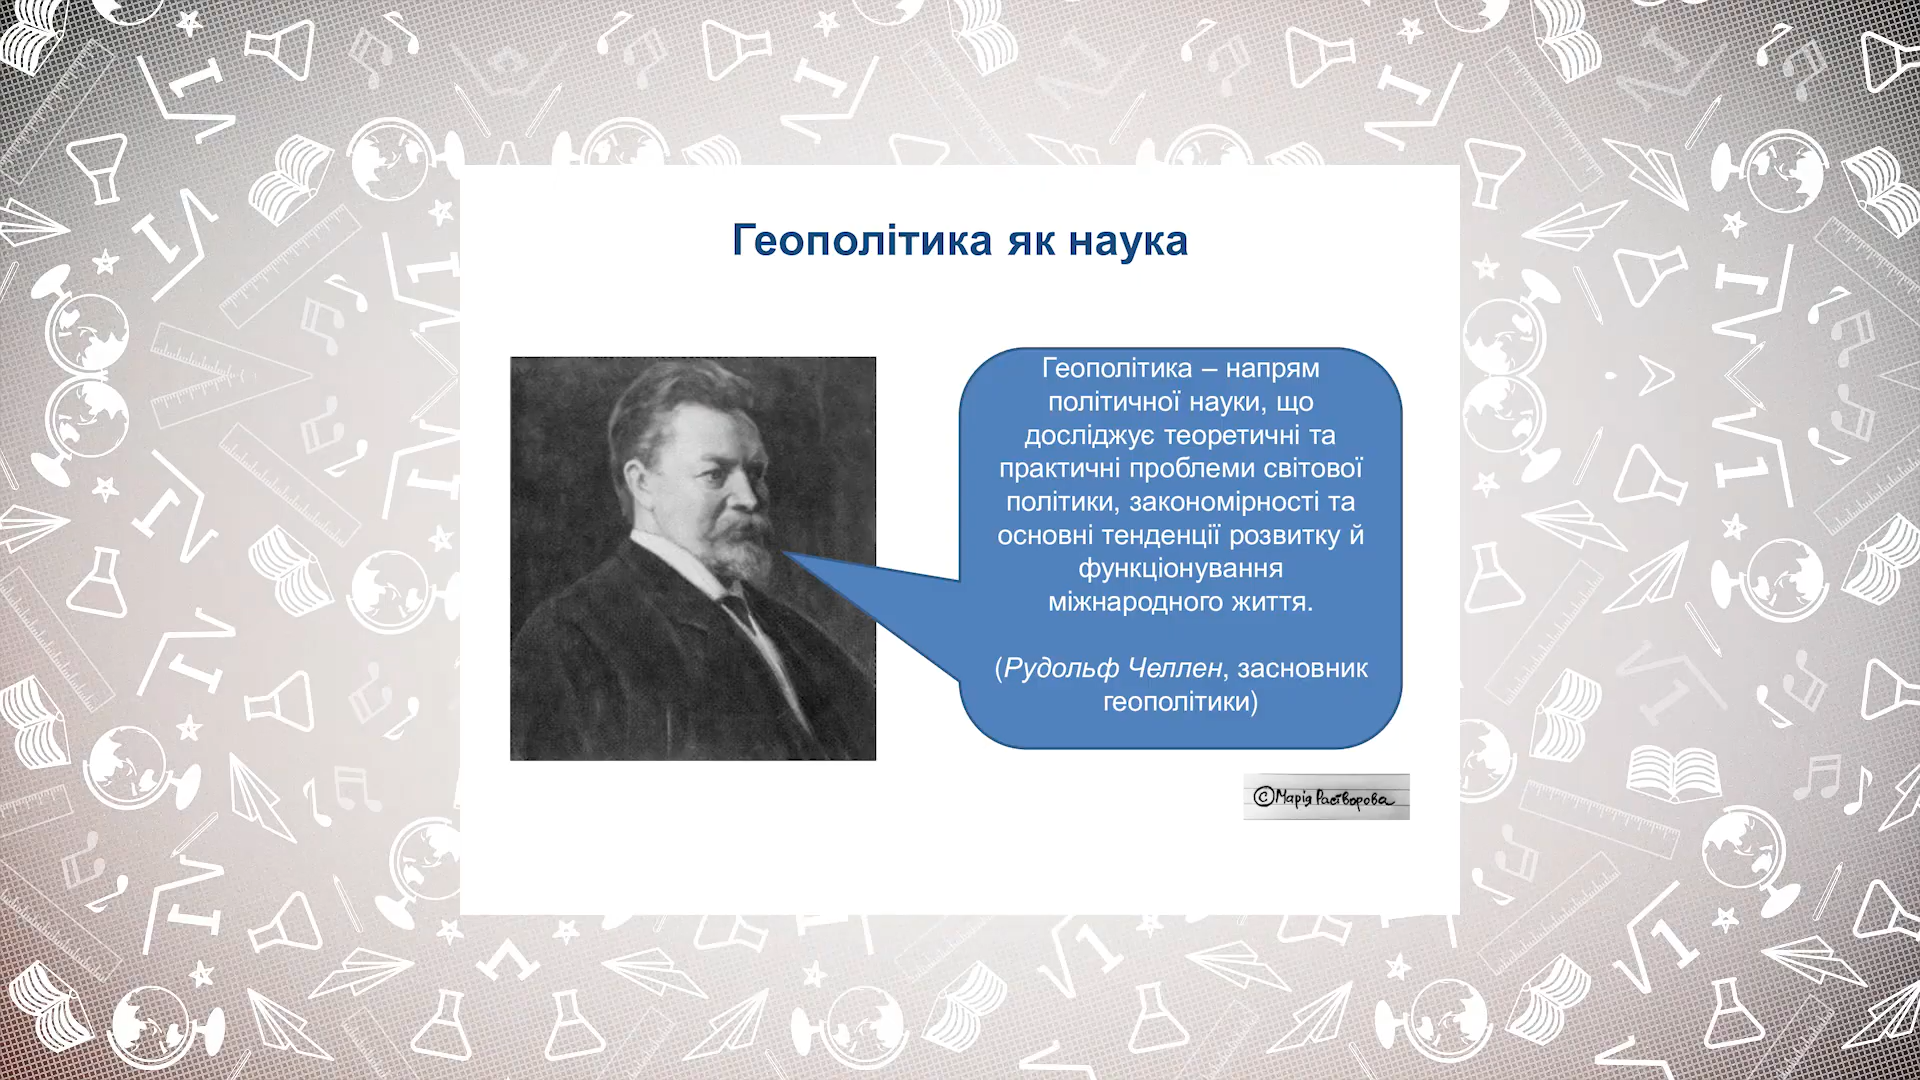 Геополітика як наука
Геополітика – напрям
політичної науки, що
досліджує теоретичні та
практичні проблеми світової
політики, закономірності та
основні тенденції розвитку й
функціонування
міжнародного життя.
(Рудольф Челлен, засновник
геополітики)
©Марія Растворова